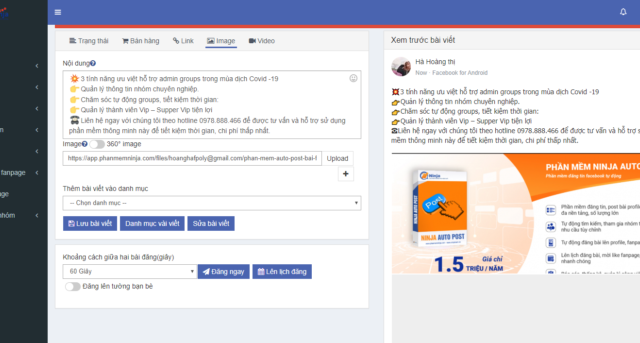 Trạng thái
Bán hàng
Link
Image
Video
Nội dung
3 tính năng ưu việt hỗ trợ admin groups trong mùa dịch Covid -19
Quản lý thông tin nhóm chuyên nghiệp.
Chăm sóc tự động groups, tiết kiệm thời gian:
Quản lý thành viên Vip – Supper Vip tiện lợi
Liên hệ ngay với chúng tôi theo hotline 0978.888.466 để được tư vấn và hỗ trợ sử dụng
phần mềm thông minh này để tiết kiệm thời gian, chi phí thấp nhất.
Image
360° image
https://app.phanmemninja.com/files/hoanghafpoly@gmail.com/phan-mem-auto-post-bai-f
Upload
+
Thêm bài viết vào danh mục
-- Chọn danh mục --
Lưu bài viết
Danh mục vài viết
Sửa bài viết
Khoảng cách giữa hai bài đăng(giây)
60 Giây
Đăng ngay
Lên lịch đăng
Đăng lên tường bạn bè
fanpage
nhóm
Xem trước bài viết
Hà Hoàng thị
Now · Facebook for Android
3 tính năng ưu việt hỗ trợ admin groups trong mùa dịch Covid -19
Quản lý thông tin nhóm chuyên nghiệp.
Chăm sóc tự động groups, tiết kiệm thời gian:
Quản lý thành viên Vip – Supper Vip tiện lợi
Liên hệ ngay với chúng tôi theo hotline 0978.888.466 để được tư vấn và hỗ trợ
mềm thông minh này để tiết kiệm thời gian, chi phí thấp nhất.
PHẦN MỀM NINJA AUTO
Phần mềm đăng tin facebook tự động
Ninja
Post
NINJA AUTO POST
Giá chỉ
1.5 TRIỆU / NĂM
Phần mềm đăng tin, post bài profile
đa nền tảng, số lượng lớn
Tự động tìm kiếm, tham gia nhóm t
nhu cầu tùy chỉnh
Tự động đăng bài lên profile, fanpa
Lên lịch đăng bài, mời like fanpage,
nhanh chóng